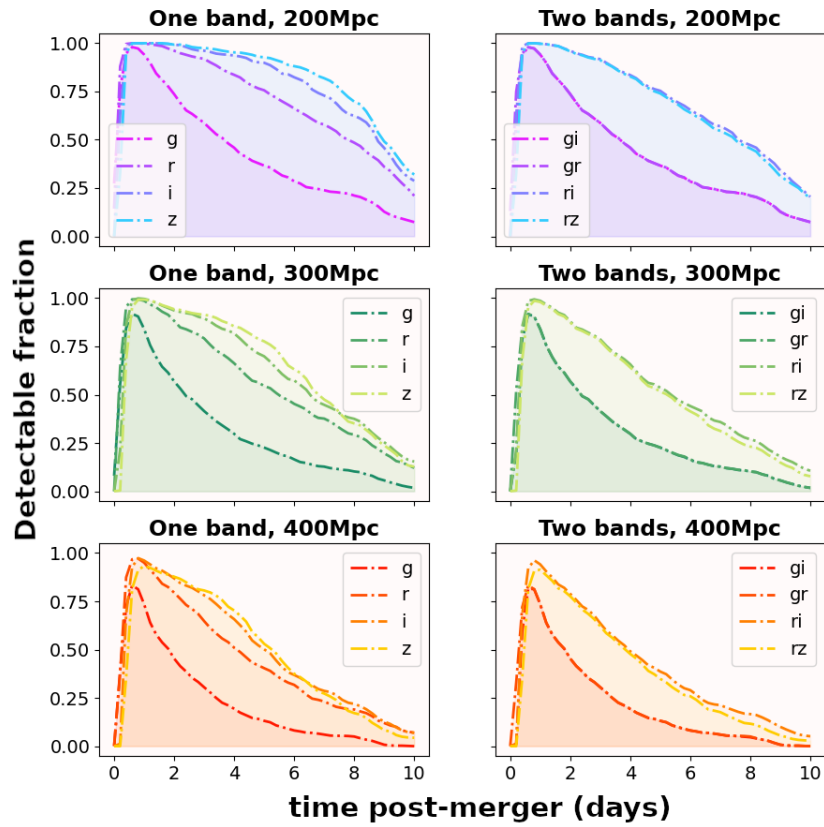 One band, 200Mpc
Two bands, 200Mpc
1.00
0.75
0.50
0.25
0.00
g
r
i
z
gi
gr
ri
rz
One band, 300Mpc
Two bands, 300Mpc
1.00
0.75
0.50
0.25
0.00
g
r
i
z
gi
gr
ri
rz
Detectable fraction
One band, 400Mpc
Two bands, 400Mpc
1.00
0.75
0.50
0.25
0.00
g
r
i
z
gi
gr
ri
rz
0 2 4 6 8 10
0 2 4 6 8 10
time post-merger (days)